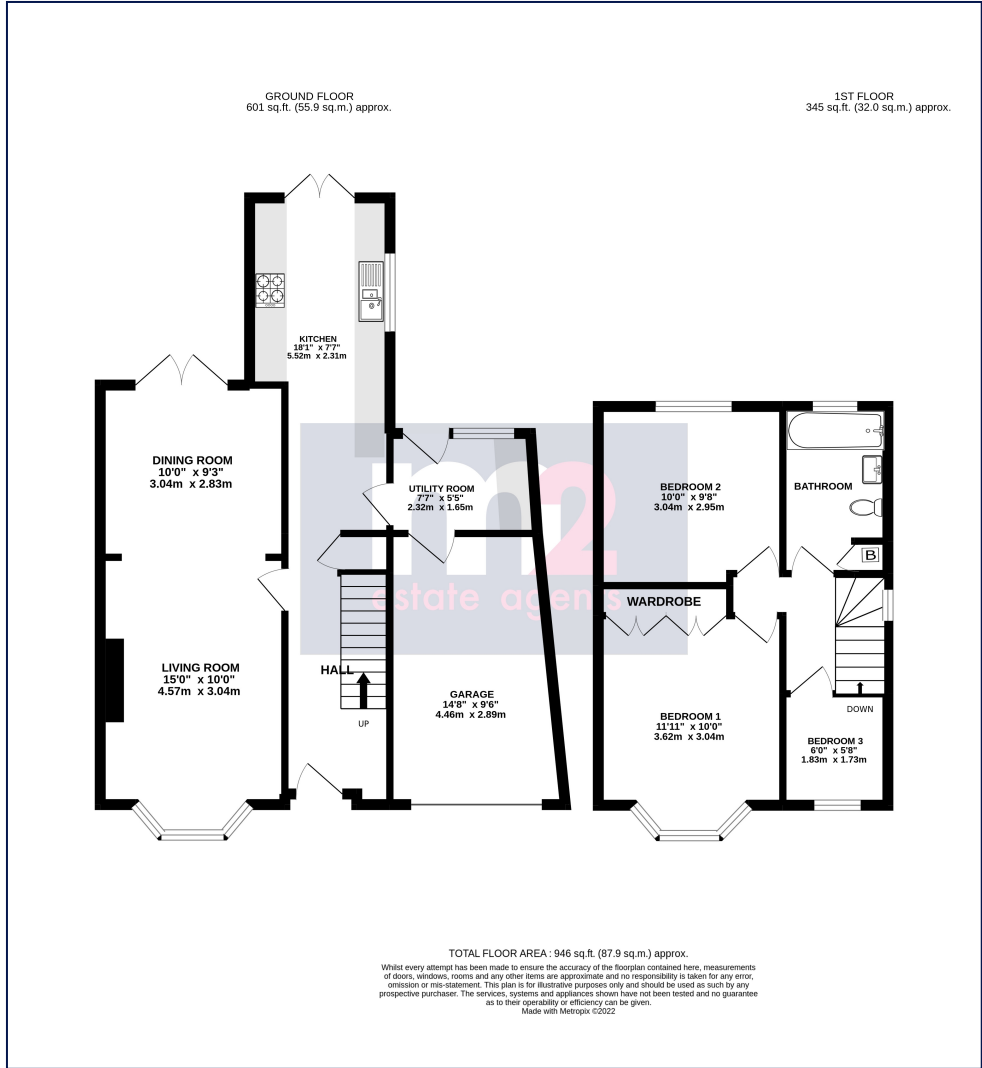 GROUND FLOOR
601 sq.ft. (55.9 sq.m.) approx.
1ST FLOOR
345 sq.ft. (32.0 sq.m.) approx.
KITCHEN
18'1" x 7'7"
5.52m x 2.31m
DINING ROOM
10'0" x 9'3"
3.04m x 2.83m
UTILITY ROOM
7'7" x 5'5"
2.32m x 1.65m
LIVING ROOM
15'0" x 10'0"
4.57m x 3.04m
HALL
UP
GARAGE
14'8" x 9'6"
4.46m x 2.89m
BEDROOM 2
10'0" x 9'8"
3.04m x 2.95m
BATHROOM
B
WARDROBE
BEDROOM 1
11'11" x 10'0"
3.62m x 3.04m
DOWN
BEDROOM 3
6'0" x 5'8"
1.83m x 1.73m
m2
estate agents
TOTAL FLOOR AREA : 946 sq.ft. (87.9 sq.m.) approx.
Whilst every attempt has been made to ensure the accuracy of the floorplan contained here, measurements
of doors, windows, rooms and any other items are approximate and no responsibility is taken for any error,
omission or mis-statement. This plan is for illustrative purposes only and should be used as such by any
prospective purchaser. The services, systems and appliances shown have not been tested and no guarantee
as to their operability or efficiency can be given.
Made with Metropix ©2022